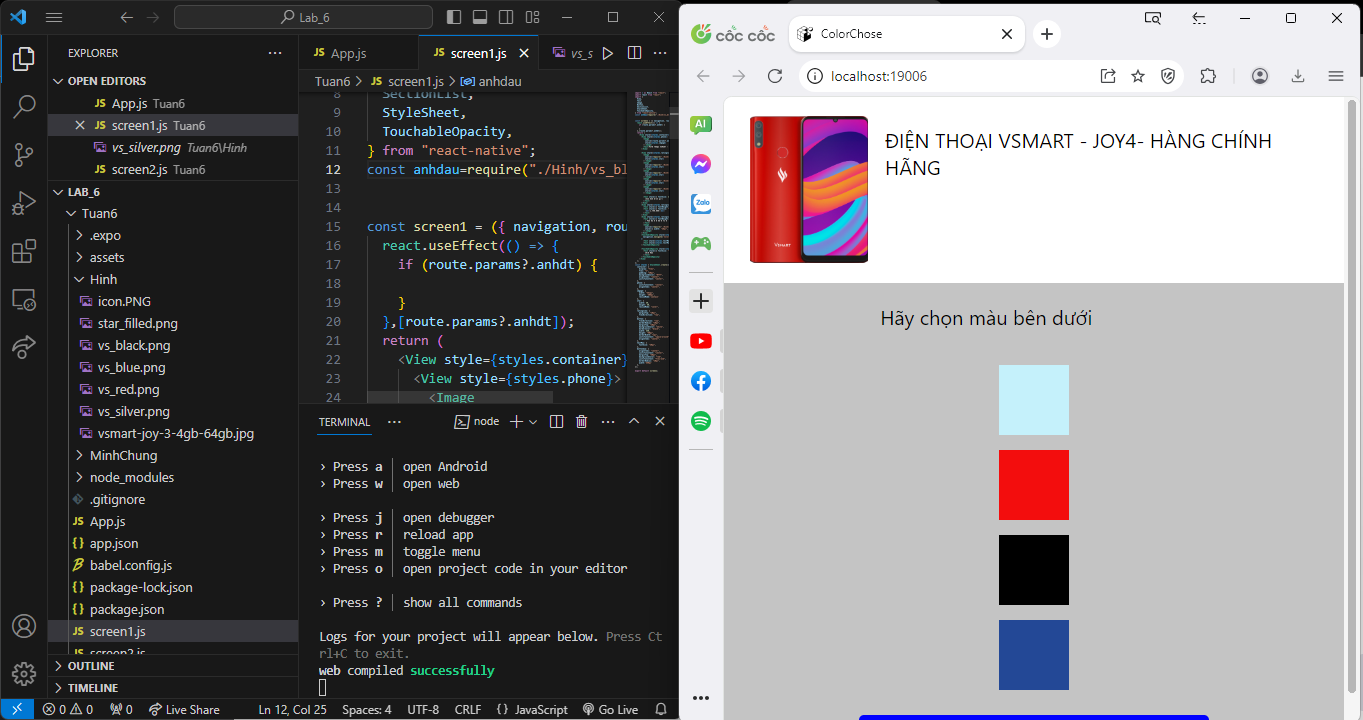 Lab_6
EXPLORER
OPEN EDITORS
App.js Tuan6
screen1.js Tuan6
vs_silver.png Tuan6\Hinh
screen2.js Tuan6
LAB_6
Tuan6
.expo
assets
Hinh
icon.PNG
star_filled.png
vs_black.png
vs_blue.png
vs_red.png
vs_silver.png
vsmart-joy-3-4gb-64gb.jpg
MinhChung
node_modules
.gitignore
App.js
app.json
babel.config.js
package-lock.json
package.json
screen1.js
screen2.js
OUTLINE
TIMELINE
App.js
screen1.js
vs_s
Tuan6 > screen1.js > anhdau
8 SectionList,
9 StyleSheet,
10 TouchableOpacity,
11 } from "react-native";
12 const anhdau=require("./Hinh/vs_bl
13
14
15 const screen1 = ({ navigation, rou
16 react.useEffect(() => {
17 if (route.params?.anhdt) {
18
19 }
20 },[route.params?.anhdt]);
21 return (
22 <View style={styles.container}
23 <View style={styles.phone}>
24 <Image
TERMINAL
node
› Press a | open Android
› Press w | open web
› Press j | open debugger
› Press r | reload app
› Press m | toggle menu
› Press o | open project code in your editor
› Press ? | show all commands
Logs for your project will appear below. Press Ct
rl+C to exit.
web compiled successfully
0 0 0 Live Share Ln 12, Col 25 Spaces: 4 UTF-8 CRLF {} JavaScript Go Live
cốc cốc
ColorChose
localhost:19006
AI
Zalo
VSMART
ĐIỆN THOẠI VSMART - JOY4- HÀNG CHÍNH
HÃNG
Hãy chọn màu bên dưới